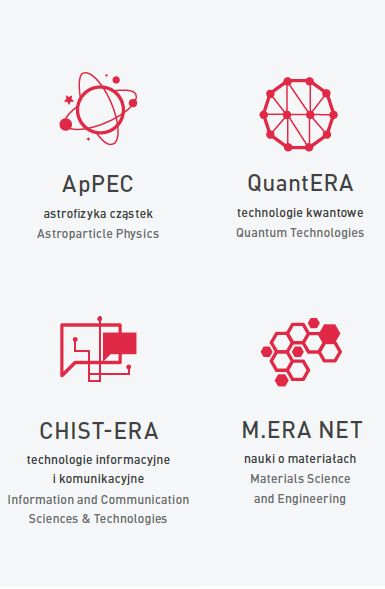 ApPEC
astrofizyka cząstek
Astroparticle Physics
QuantERA
technologie kwantowe
Quantum Technologies
CHIST-ERA
technologie informacyjne
i komunikacyjne
Information and Communication
Sciences & Technologies
M.ERA NET
nauki o materiałach
Materials Science
and Engineering